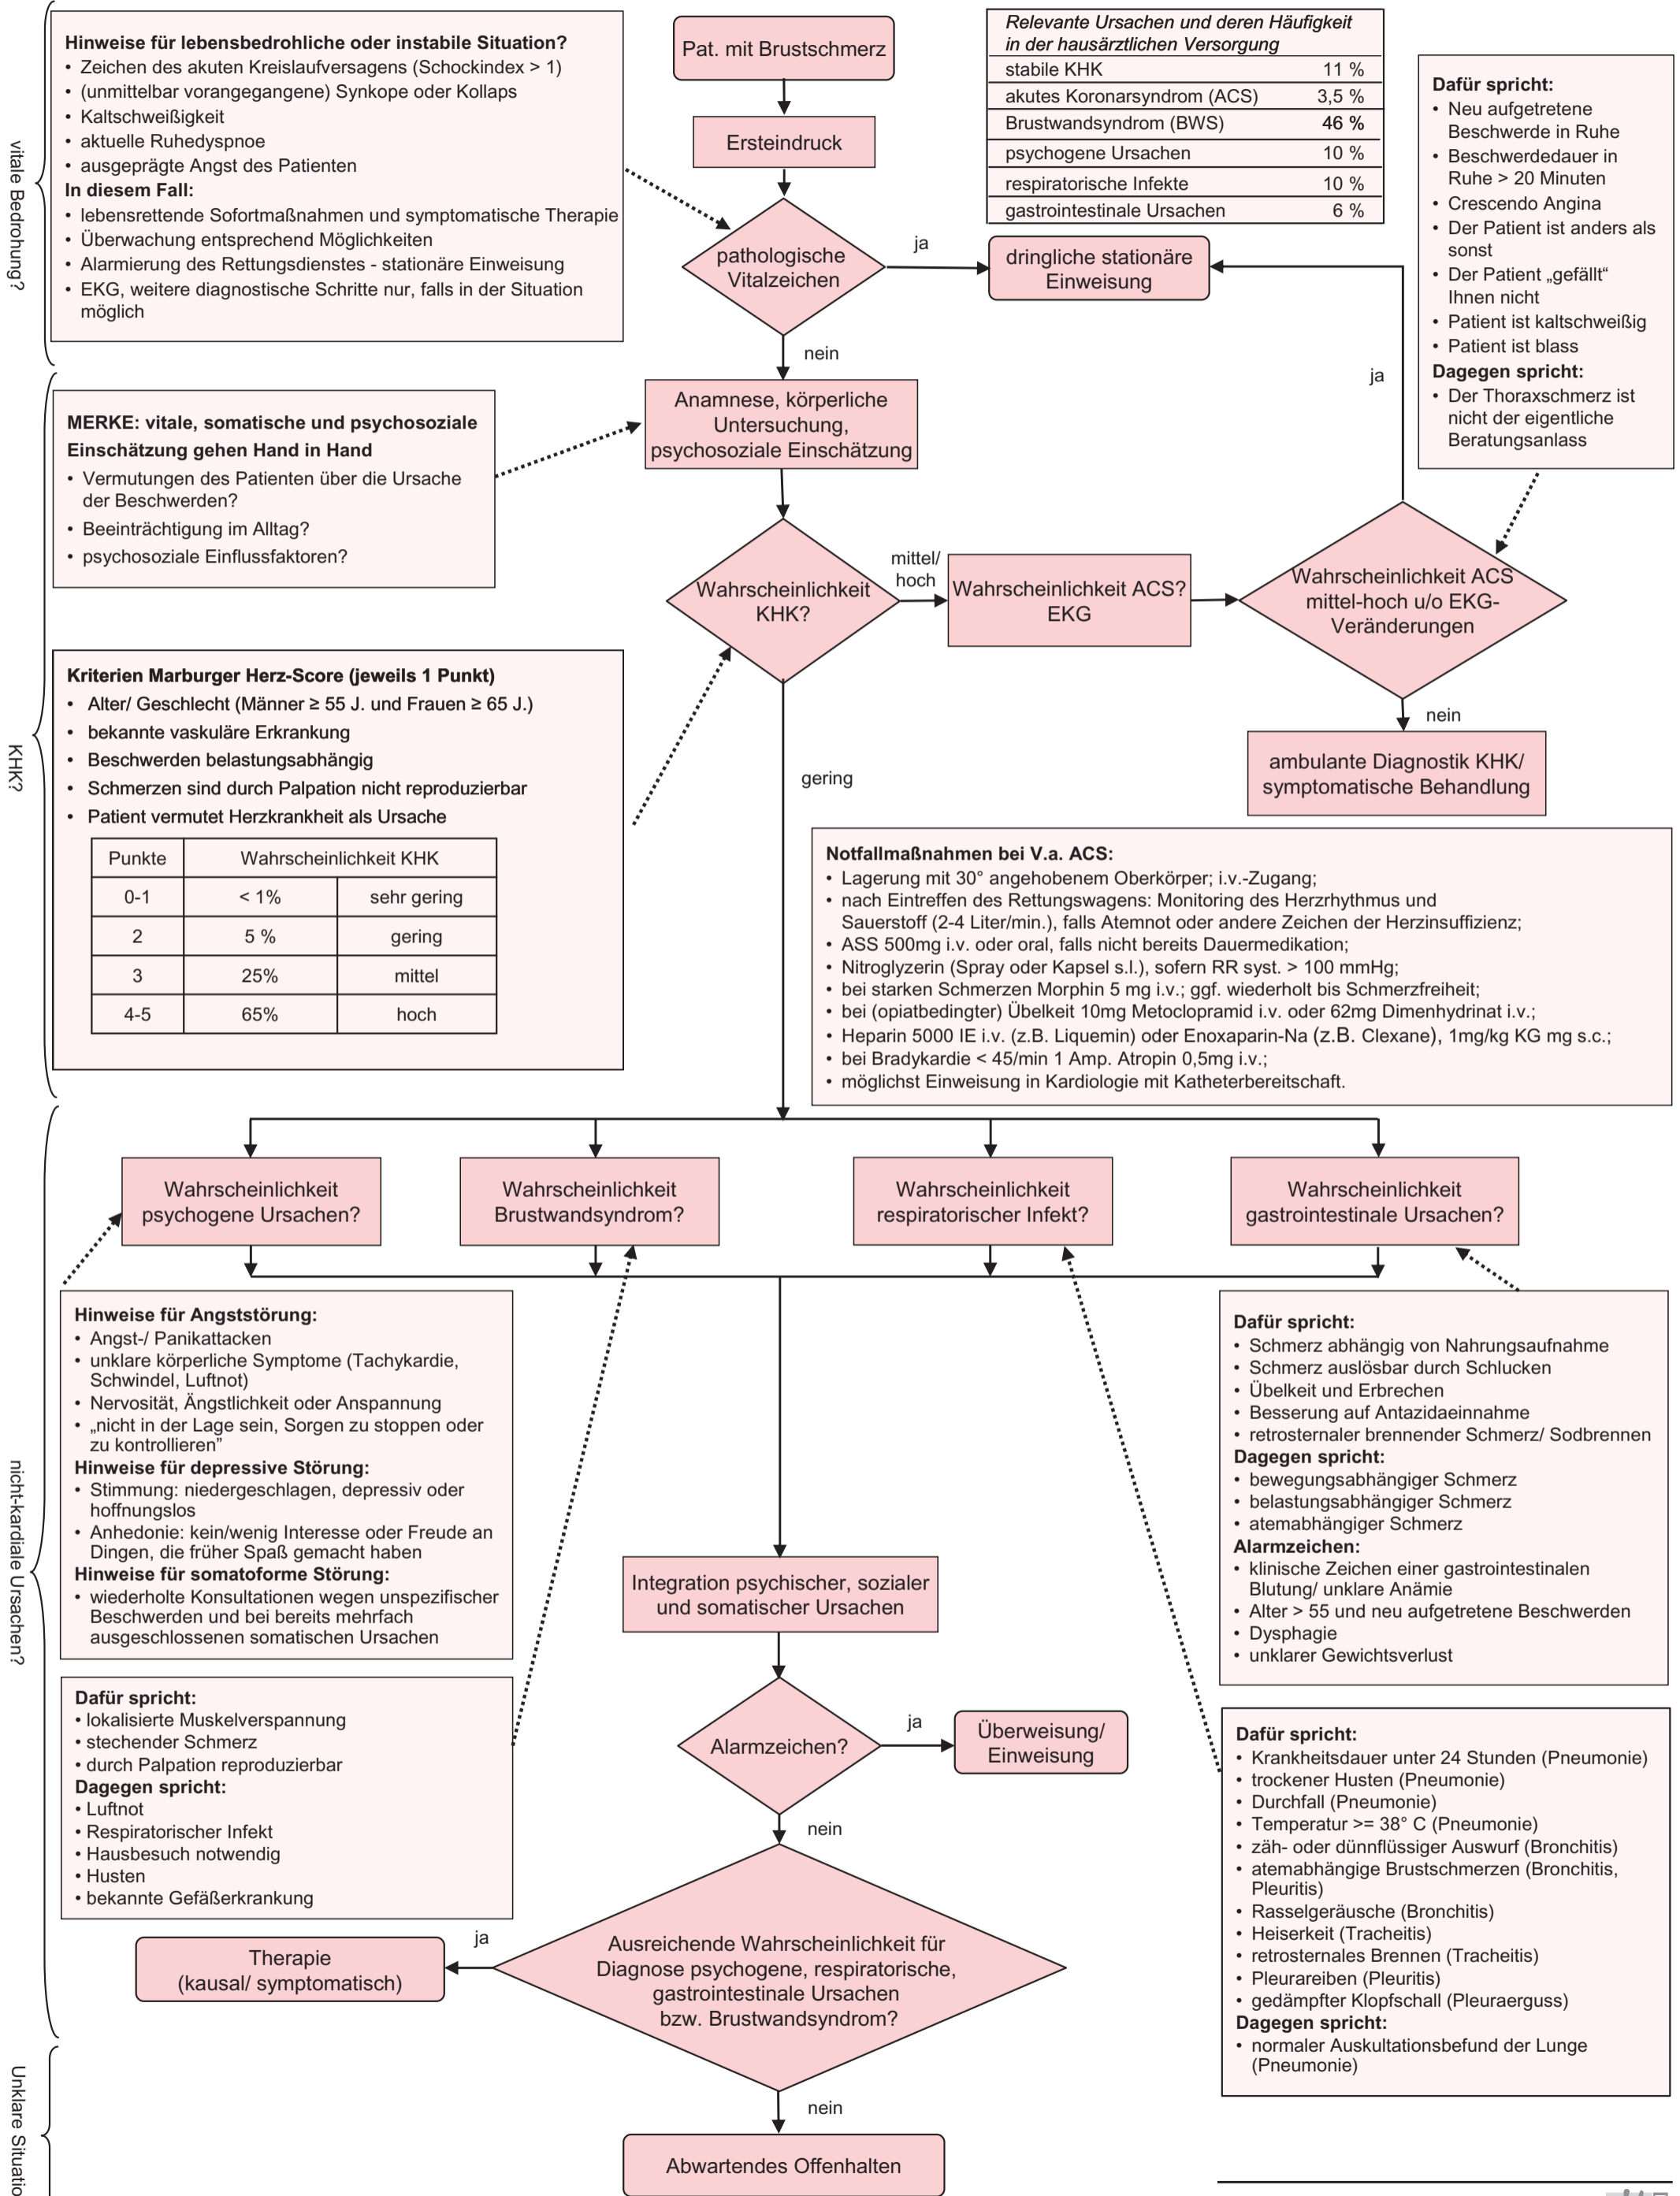 vitale Bedrohung?
Hinweise für lebensbedrohliche oder instabile Situation?
• Zeichen des akuten Kreislaufversagens (Schockindex > 1)
• (unmittelbar vorangegangene) Synkope oder Kollaps
• Kaltschweißigkeit
• aktuelle Ruhedyspnoe
• ausgeprägte Angst des Patienten
In diesem Fall:
• lebensrettende Sofortmaßnahmen und symptomatische Therapie
• Überwachung entsprechend Möglichkeiten
• Alarmierung des Rettungsdienstes - stationäre Einweisung
• EKG, weitere diagnostische Schritte nur, falls in der Situation
möglich
Pat. mit Brustschmerz
Ersteindruck
pathologische
Vitalzeichen
ja
nein
dringliche stationäre
Einweisung
Relevante Ursachen und deren Häufigkeit
in der hausärztlichen Versorgung
stabile KHK 11 %
akutes Koronarsyndrom (ACS) 3,5 %
Brustwandsyndrom (BWS) 46 %
psychogene Ursachen 10 %
respiratorische Infekte 10 %
gastrointestinale Ursachen 6 %
Dafür spricht:
• Neu aufgetretene
Beschwerde in Ruhe
• Beschwerdedauer in
Ruhe > 20 Minuten
• Crescendo Angina
• Der Patient ist anders als
sonst
• Der Patient „gefällt“
Ihnen nicht
• Patient ist kaltschweißig
• Patient ist blass
Dagegen spricht:
• Der Thoraxschmerz ist
nicht der eigentliche
Beratungsanlass
ja
KHK?
MERKE: vitale, somatische und psychosoziale
Einschätzung gehen Hand in Hand
• Vermutungen des Patienten über die Ursache
der Beschwerden?
• Beeinträchtigung im Alltag?
• psychosoziale Einflussfaktoren?
Anamnese, körperliche
Untersuchung,
psychosoziale Einschätzung
Wahrscheinlichkeit
KHK?
mittel/
hoch
Wahrscheinlichkeit ACS?
EKG
Wahrscheinlichkeit ACS
mittel-hoch u/o EKG-
Veränderungen
nein
ambulante Diagnostik KHK/
symptomatische Behandlung
gering
Kriterien Marburger Herz-Score (jeweils 1 Punkt)
• Alter/ Geschlecht (Männer ≥ 55 J. und Frauen ≥ 65 J.)
• bekannte vaskuläre Erkrankung
• Beschwerden belastungsabhängig
• Schmerzen sind durch Palpation nicht reproduzierbar
• Patient vermutet Herzkrankheit als Ursache
Punkte Wahrscheinlichkeit KHK
0-1 < 1% sehr gering
2 5 % gering
3 25% mittel
4-5 65% hoch
Notfallmaßnahmen bei V.a. ACS:
• Lagerung mit 30° angehobenem Oberkörper; i.v.-Zugang;
• nach Eintreffen des Rettungswagens: Monitoring des Herzrhythmus und
Sauerstoff (2-4 Liter/min.), falls Atemnot oder andere Zeichen der Herzinsuffizienz;
• ASS 500mg i.v. oder oral, falls nicht bereits Dauermedikation;
• Nitroglyzerin (Spray oder Kapsel s.l.), sofern RR syst. > 100 mmHg;
• bei starken Schmerzen Morphin 5 mg i.v.; ggf. wiederholt bis Schmerzfreiheit;
• bei (opiatbedingter) Übelkeit 10mg Metoclopramid i.v. oder 62mg Dimenhydrinat i.v.;
• Heparin 5000 IE i.v. (z.B. Liquemin) oder Enoxaparin-Na (z.B. Clexane), 1mg/kg KG mg s.c.;
• bei Bradykardie < 45/min 1 Amp. Atropin 0,5mg i.v.;
• möglichst Einweisung in Kardiologie mit Katheterbereitschaft.
nicht-kardiale Ursachen?
Wahrscheinlichkeit
psychogene Ursachen?
Wahrscheinlichkeit
Brustwandsyndrom?
Wahrscheinlichkeit
respiratorischer Infekt?
Wahrscheinlichkeit
gastrointestinale Ursachen?
Hinweise für Angststörung:
• Angst-/ Panikattacken
• unklare körperliche Symptome (Tachykardie,
Schwindel, Luftnot)
• Nervosität, Ängstlichkeit oder Anspannung
• „nicht in der Lage sein, Sorgen zu stoppen oder
zu kontrollieren”
Hinweise für depressive Störung:
• Stimmung: niedergeschlagen, depressiv oder
hoffnungslos
• Anhedonie: kein/wenig Interesse oder Freude an
Dingen, die früher Spaß gemacht haben
Hinweise für somatoforme Störung:
• wiederholte Konsultationen wegen unspezifischer
Beschwerden und bei bereits mehrfach
ausgeschlossenen somatischen Ursachen
Dafür spricht:
• lokalisierte Muskelverspannung
• stechender Schmerz
• durch Palpation reproduzierbar
Dagegen spricht:
• Luftnot
• Respiratorischer Infekt
• Hausbesuch notwendig
• Husten
• bekannte Gefäßerkrankung
Dafür spricht:
• Schmerz abhängig von Nahrungsaufnahme
• Schmerz auslösbar durch Schlucken
• Übelkeit und Erbrechen
• Besserung auf Antazidaeinnahme
• retrosternaler brennender Schmerz/ Sodbrennen
Dagegen spricht:
• bewegungsabhängiger Schmerz
• belastungsabhängiger Schmerz
• atemabhängiger Schmerz
Alarmzeichen:
• klinische Zeichen einer gastrointestinalen
Blutung/ unklare Anämie
• Alter > 55 und neu aufgetretene Beschwerden
• Dysphagie
• unklarer Gewichtsverlust
Dafür spricht:
• Krankheitsdauer unter 24 Stunden (Pneumonie)
• trockener Husten (Pneumonie)
• Durchfall (Pneumonie)
• Temperatur >= 38° C (Pneumonie)
• zäh- oder dünnflüssiger Auswurf (Bronchitis)
• atemabhängige Brustschmerzen (Bronchitis,
Pleuritis)
• Rasselgeräusche (Bronchitis)
• Heiserkeit (Tracheitis)
• retrosternales Brennen (Tracheitis)
• Pleurareiben (Pleuritis)
• gedämpfter Klopfschall (Pleuraerguss)
Dagegen spricht:
• normaler Auskultationsbefund der Lunge
(Pneumonie)
Integration psychischer, sozialer
und somatischer Ursachen
Alarmzeichen?
ja
Überweisung/
Einweisung
nein
Ausreichende Wahrscheinlichkeit für
Diagnose psychogene, respiratorische,
gastrointestinale Ursachen
bzw. Brustwandsyndrom?
ja
Therapie
(kausal/ symptomatisch)
nein
Unklare Situatio
Abwartendes Offenhalten